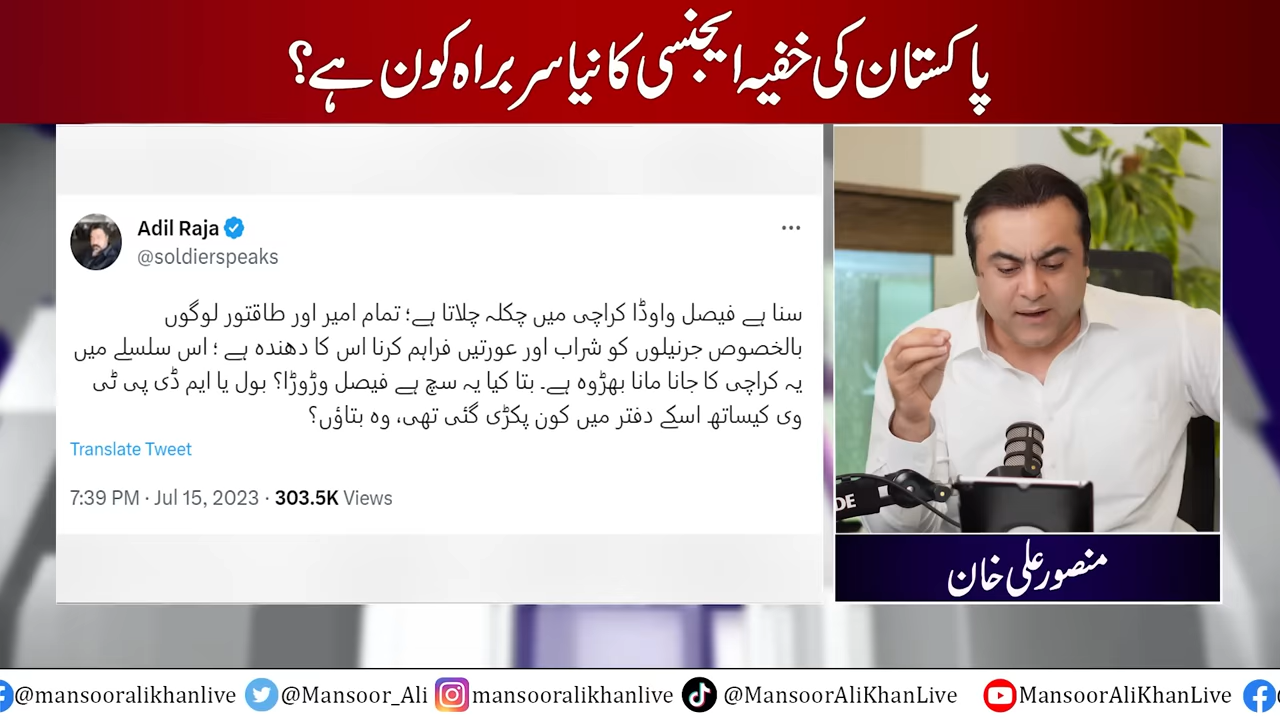 پاکستان کی خفیہ ایجنسی کا نیا سربراہ کون ہے؟
Adil Raja
@soldierspeaks
سنا ہے فیصل واوڈا کراچی میں چکلہ چلاتا ہے؛ تمام امیر اور طاقتور لوگوں
بالخصوص جرنیلوں کو شراب اور عورتیں فراہم کرنا اس کا دھندہ ہے ؛ اس سلسلے میں
یہ کراچی کا جانا مانا بھڑوہ ہے۔ بتا کیا یہ سچ ہے فیصل وڑوڑا؟ بول یا ایم ڈی پی ٹی
وی کیساتھ اسکے دفتر میں کون پکڑی گئی تھی، وہ بتاؤں؟
Translate Tweet
7:39 PM · Jul 15, 2023 · 303.5K Views
DE
منصور علی خان
@mansooralikhanlive @Mansoor_Ali mansooralikhanlive @MansoorAliKhanLive MansoorAliKhanLive